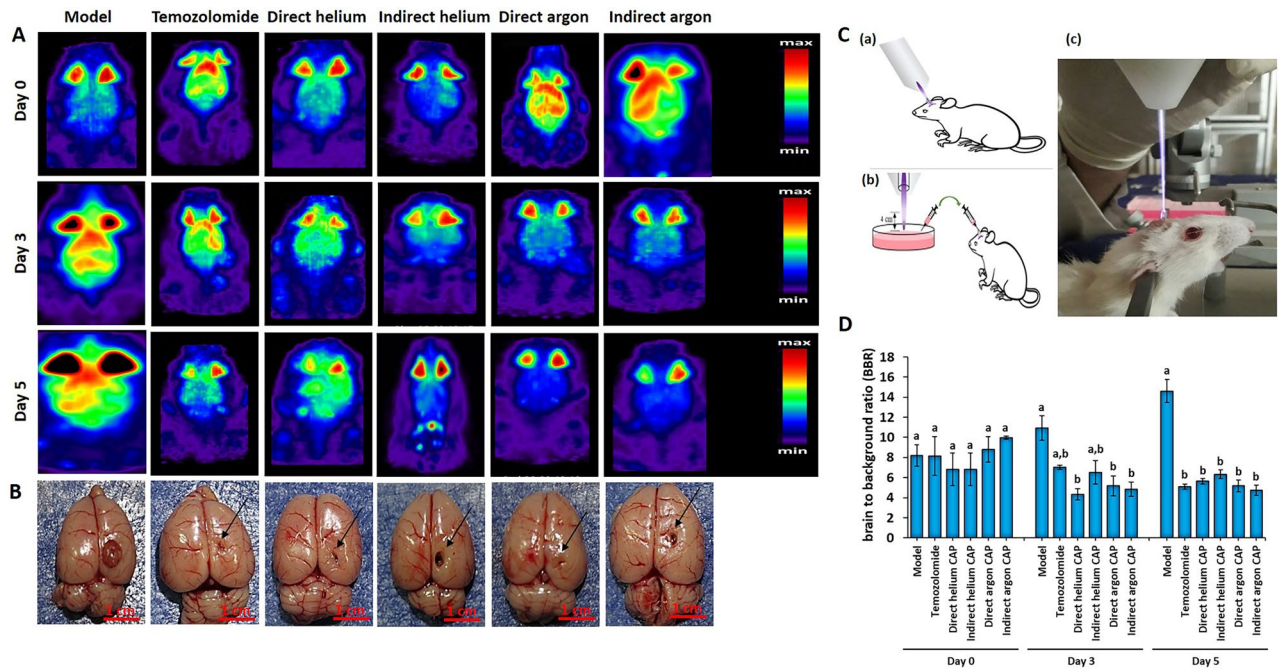 Model Temozolomide Direct helium Indirect helium Direct argon Indirect argon
A
Day 0
max
min
Day 3
max
min
Day 5
max
min
B
1 cm 1 cm 1 cm 1 cm 1 cm 1 cm
C
(a)
(b)
4 cm
(c)
D
brain to background ratio (BBR)
18
16
14
12
10
8
6
4
2
0
a a a a a a
a a,b b a,b b b
a b b b b b
Model Temozolomide Direct helium CAP Indirect helium CAP Direct argon CAP Indirect argon CAP
Model Temozolomide Direct helium CAP Indirect helium CAP Direct argon CAP Indirect argon CAP
Model Temozolomide Direct helium CAP Indirect helium CAP Direct argon CAP Indirect argon CAP
Day 0 Day 3 Day 5